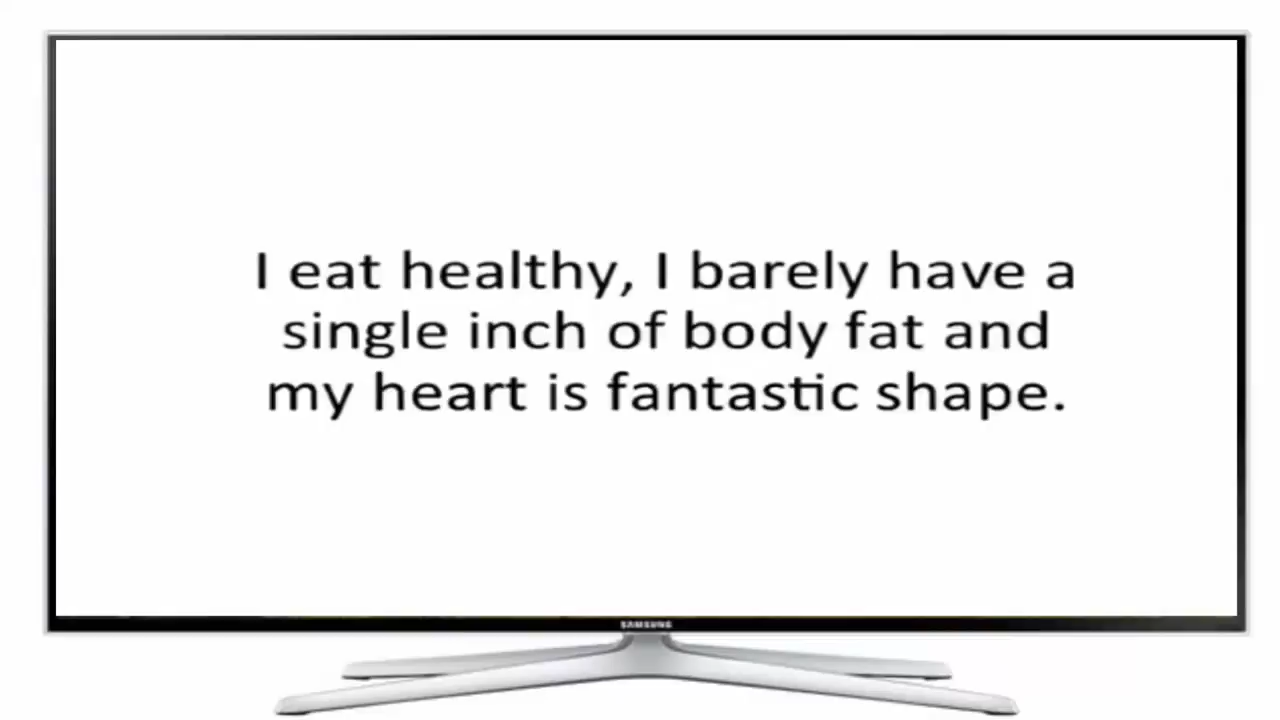 I eat healthy, I barely have a
single inch of body fat and
my heart is fantastic shape.
SAMSUNG